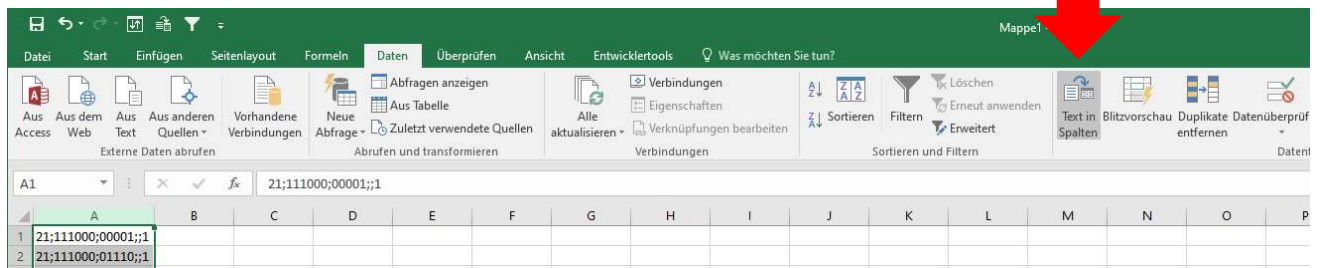 Mappe1 -
Datei Start Einfügen Seitenlayout Formeln Daten Überprüfen Ansicht Entwicklertools Was möchten Sie tun?
Aus Access
Aus dem Web
Aus Text
Aus anderen Quellen
Vorhandene Verbindungen
Externe Daten abrufen
Neue Abfrage
Abfragen anzeigen
Aus Tabelle
Zuletzt verwendete Quellen
Abrufen und transformieren
Alle aktualisieren
Verbindungen
Eigenschaften
Verknüpfungen bearbeiten
Verbindungen
Sortieren
Filtern
Löschen
Erneut anwenden
Erweitert
Sortieren und Filtern
Text in Spalten
Blitzvorschau
Duplikate entfernen
Datenüberprüf
Datent
A1 fx 21;111000;00001;;1
A B C D E F G H I J K L M N O P
1 21;111000;00001;;1
2 21;111000;01110;;1